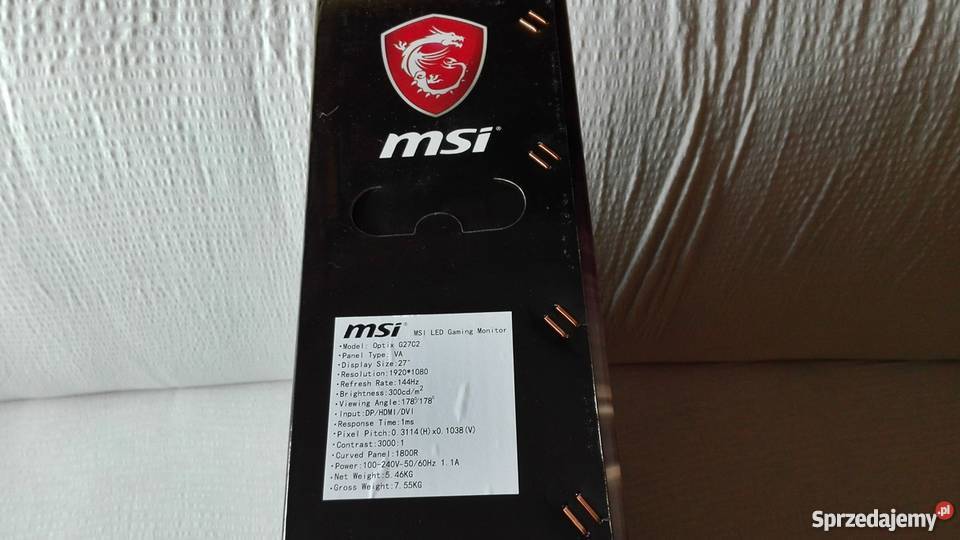 msi®
msi® MSI LED Gaming Monitor
·Model: Optix G27C2
·Panel Type: VA
·Display Size:27"
·Resolution:1920*1080
·Refresh Rate:144Hz
·Brightness:300cd/m²
·Viewing Angle:178°/178°
·Input:DP/HDMI/DVI
·Response Time:1ms
·Pixel Pitch:0.3114(H)x0.1038(V)
·Contrast:3000:1
·Curved Panel:1800R
·Power:100-240V-50/60Hz 1.1A
·Net Weight:5.46KG
·Gross Weight:7.55KG
Sprzedajemy.pl